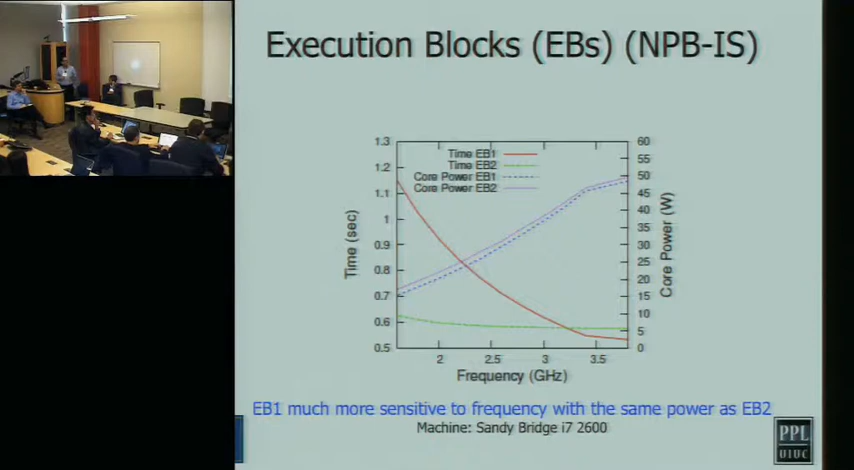 Execution Blocks (EBs) (NPB-IS)
1.3
1.2
1.1
1
0.9
0.8
0.7
0.6
0.5
Time (sec)
Time EB1
Time EB2
Core Power EB1
Core Power EB2
60
55
50
45
40
35
30
25
20
15
10
5
0
Core Power (W)
2
2.5
3
3.5
Frequency (GHz)
EB1 much more sensitive to frequency with the same power as EB2
Machine: Sandy Bridge i7 2600
PPL
UIUC